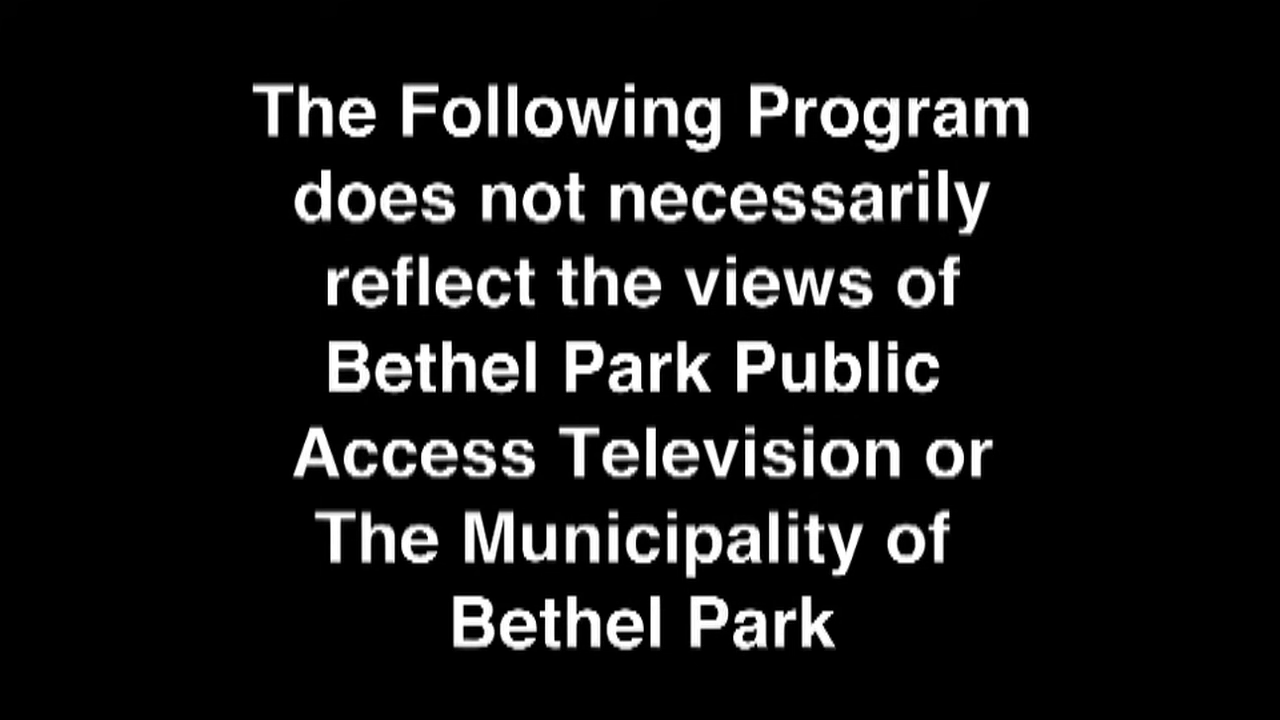 The Following Program
does not necessarily
reflect the views of
Bethel Park Public
Access Television or
The Municipality of
Bethel Park